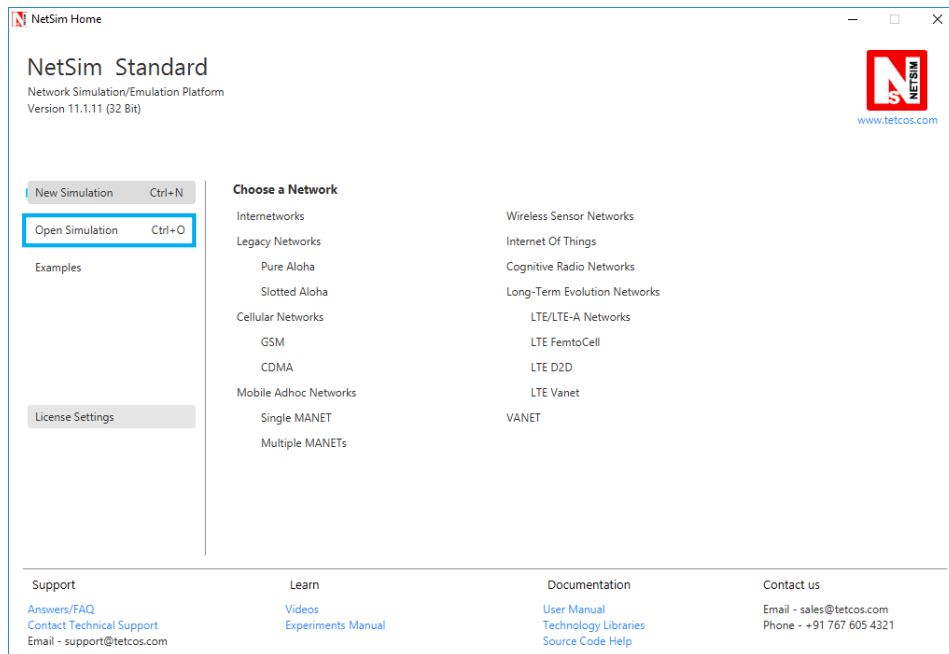 NetSim Home
NetSim Standard
Network Simulation/Emulation Platform
Version 11.1.11 (32 Bit)
NS NETSIM
www.tetcos.com
New Simulation Ctrl+N
Open Simulation Ctrl+O
Examples
License Settings
Choose a Network
Internetworks
Legacy Networks
Pure Aloha
Slotted Aloha
Cellular Networks
GSM
CDMA
Mobile Adhoc Networks
Single MANET
Multiple MANETs
Wireless Sensor Networks
Internet Of Things
Cognitive Radio Networks
Long-Term Evolution Networks
LTE/LTE-A Networks
LTE FemtoCell
LTE D2D
LTE Vanet
VANET
Support
Answers/FAQ
Contact Technical Support
Email - support@tetcos.com
Learn
Videos
Experiments Manual
Documentation
User Manual
Technology Libraries
Source Code Help
Contact us
Email - sales@tetcos.com
Phone - +91 767 605 4321